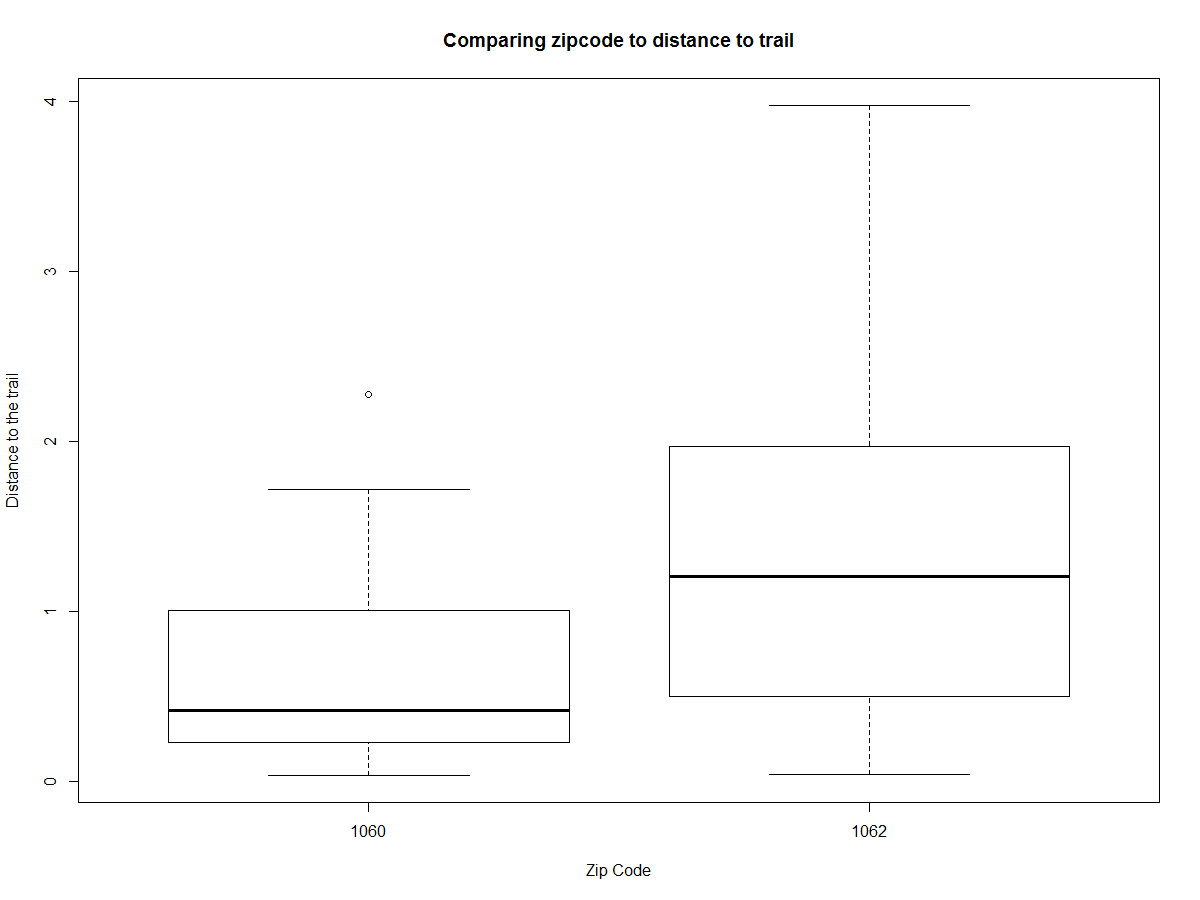 Comparing zipcode to distance to trail
Distance to the trail
4
3
2
1
0
1060
1062
Zip Code